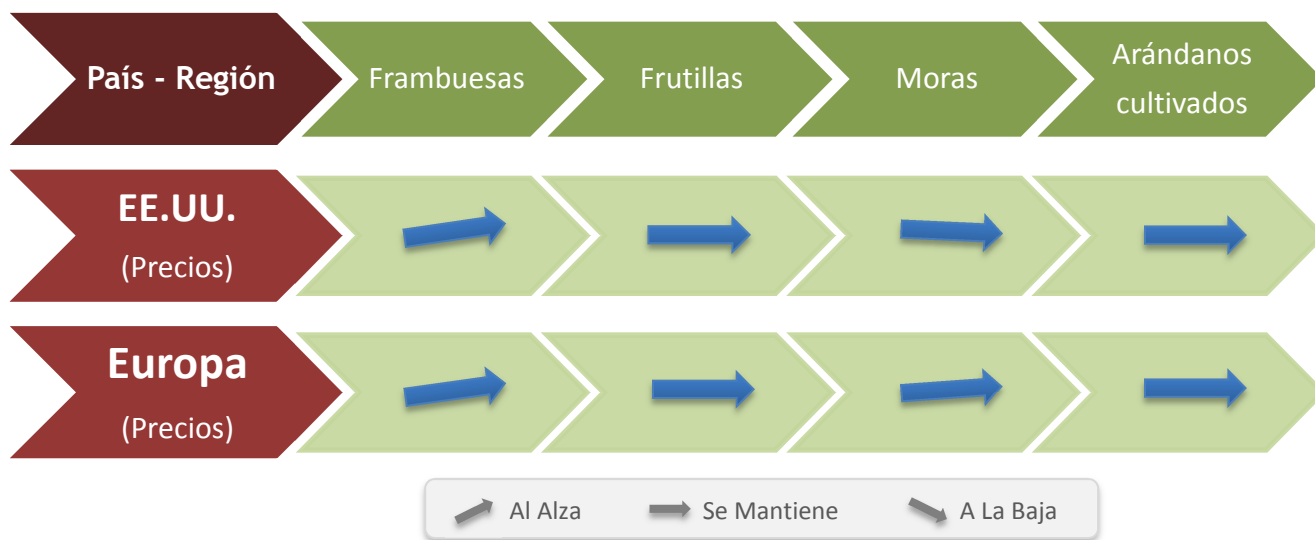 País - Región
Frambuesas
Frutillas
Moras
Arándanos
cultivados
EE.UU.
(Precios)
Europa
(Precios)
Al Alza
Se Mantiene
A La Baja